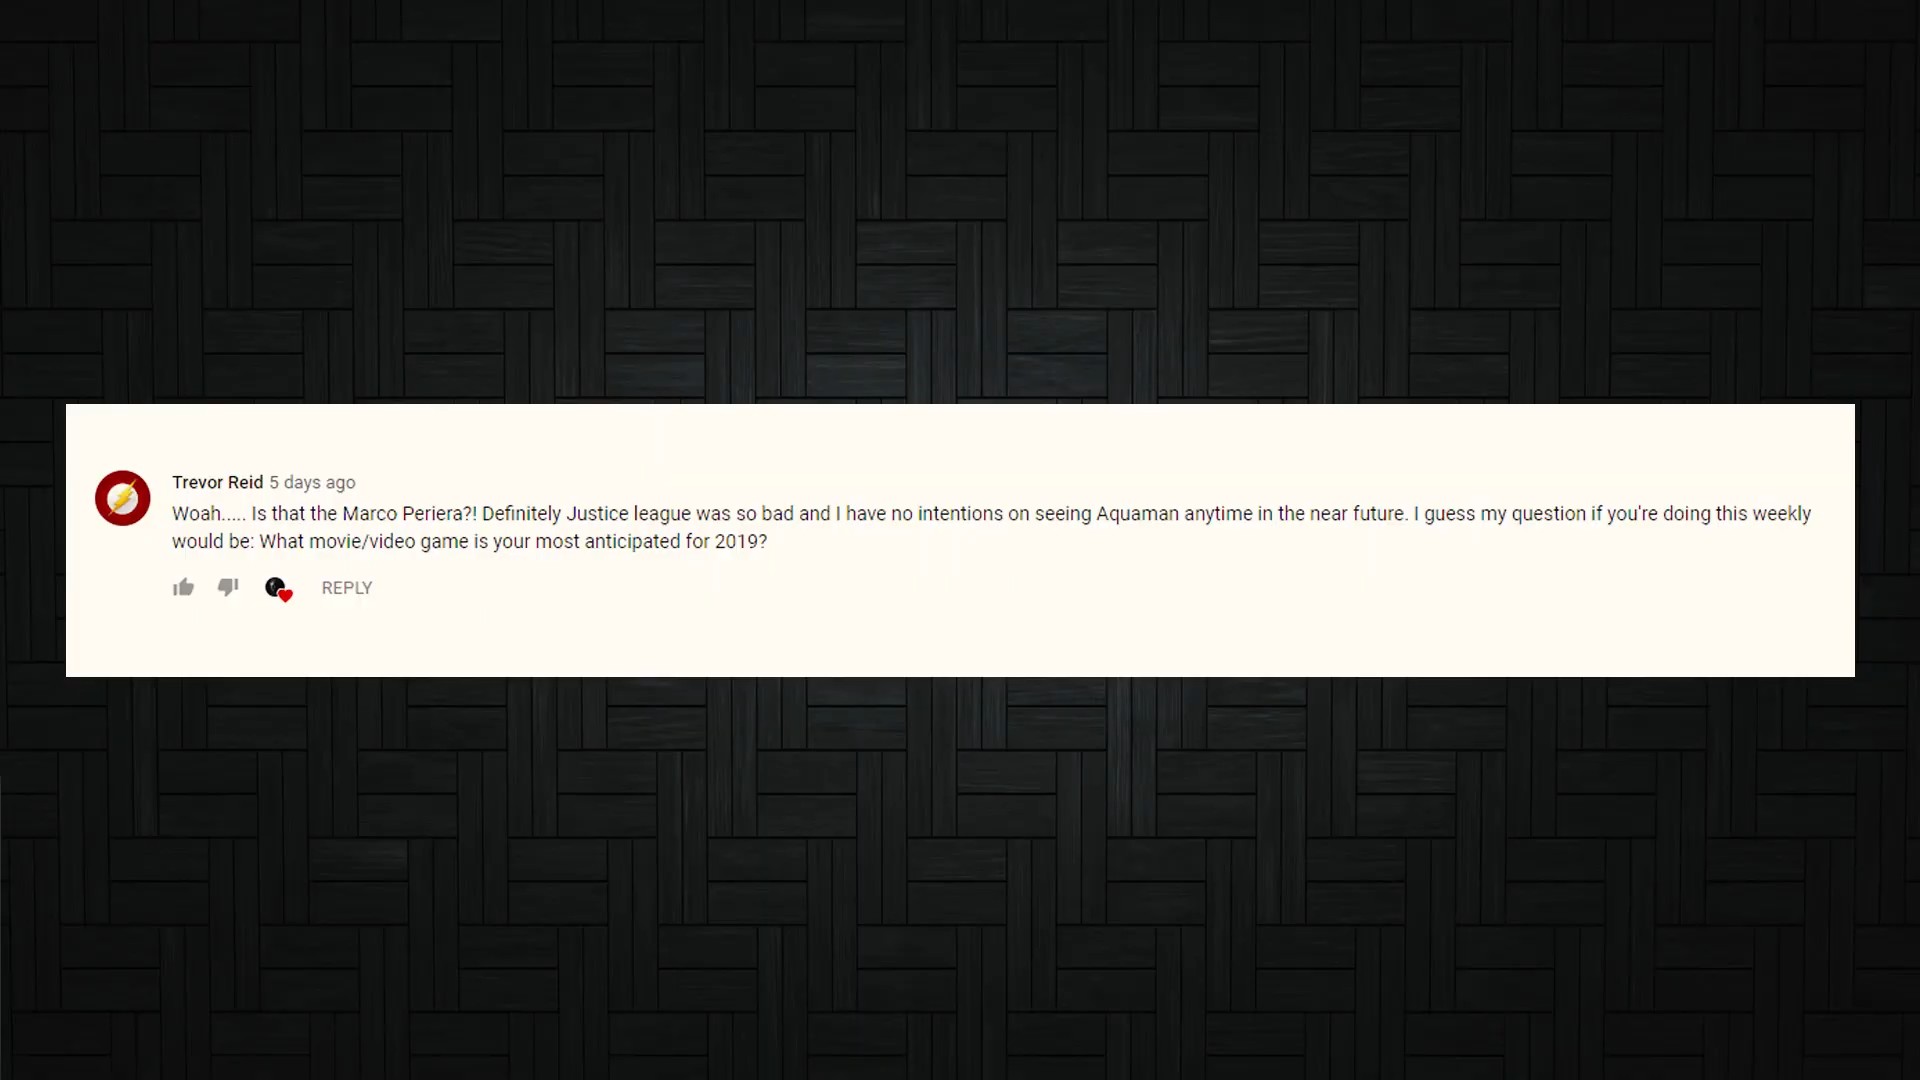 Trevor Reid 5 days ago
Woah..... Is that the Marco Periera?! Definitely Justice league was so bad and I have no intentions on seeing Aquaman anytime in the near future. I guess my question if you're doing this weekly
would be: What movie/video game is your most anticipated for 2019?
REPLY